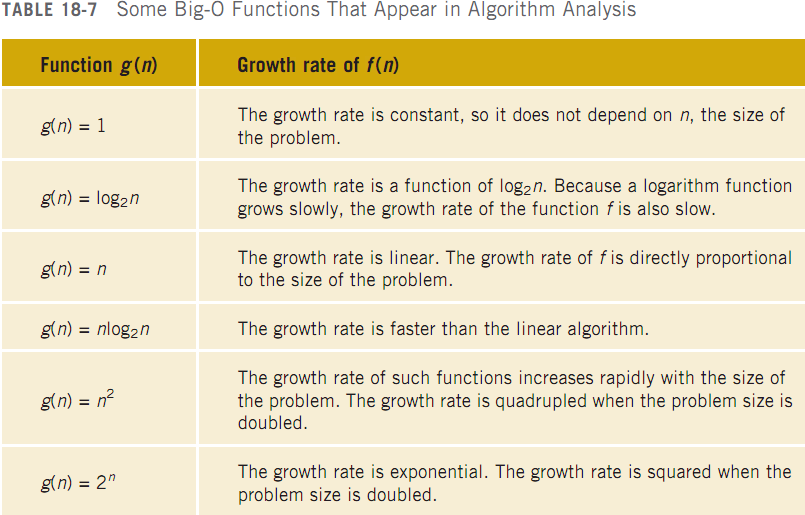 TABLE 18-7 Some Big-O Functions That Appear in Algorithm Analysis
Function g(n) Growth rate of f(n)
g(n) = 1
The growth rate is constant, so it does not depend on n, the size of
the problem.
g(n) = log₂n
The growth rate is a function of log₂n. Because a logarithm function
grows slowly, the growth rate of the function f is also slow.
g(n) = n
The growth rate is linear. The growth rate of f is directly proportional
to the size of the problem.
g(n) = nlog₂n
The growth rate is faster than the linear algorithm.
g(n) = n²
The growth rate of such functions increases rapidly with the size of
the problem. The growth rate is quadrupled when the problem size is
doubled.
g(n) = 2ⁿ
The growth rate is exponential. The growth rate is squared when the
problem size is doubled.